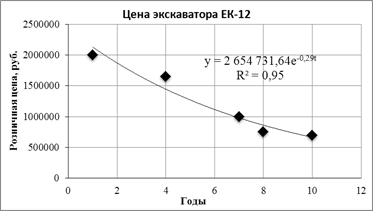 Цена экскаватора ЕК-12
Розничная цена, руб.
2500000
2000000
1500000
1000000
500000
0
y = 2 654 731,64e^-0,29t
R² = 0,95
0 2 4 6 8 10 12
Годы